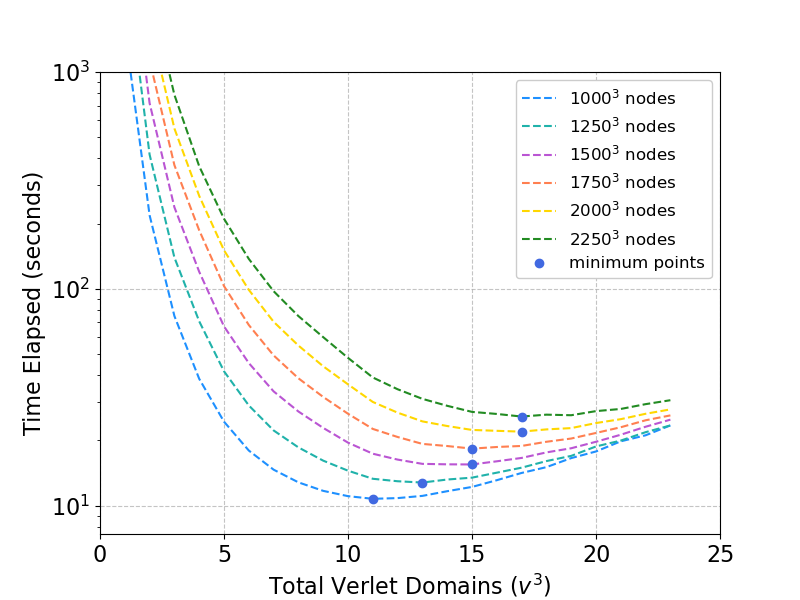 10³
10²
10¹
0 5 10 15 20 25
Time Elapsed (seconds)
Total Verlet Domains (v³)
1000³ nodes
1250³ nodes
1500³ nodes
1750³ nodes
2000³ nodes
2250³ nodes
minimum points